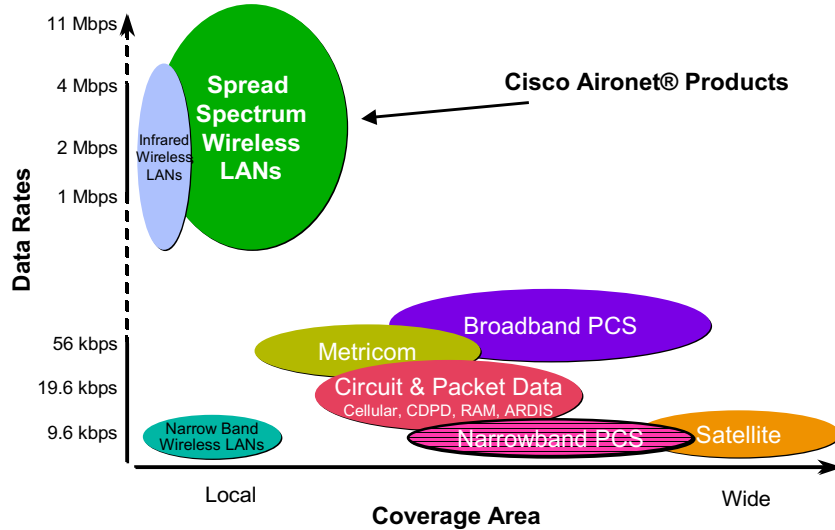 11 Mbps
4 Mbps
2 Mbps
1 Mbps
56 kbps
19.6 kbps
9.6 kbps
Data Rates
Spread
Spectrum
Wireless
LANs
Infrared
Wireless
LANs
Cisco Aironet® Products
Broadband PCS
Metricom
Circuit & Packet Data
Cellular, CDPD, RAM, ARDIS
Narrow Band
Wireless LANs
Narrowband PCS
Satellite
Local
Wide
Coverage Area